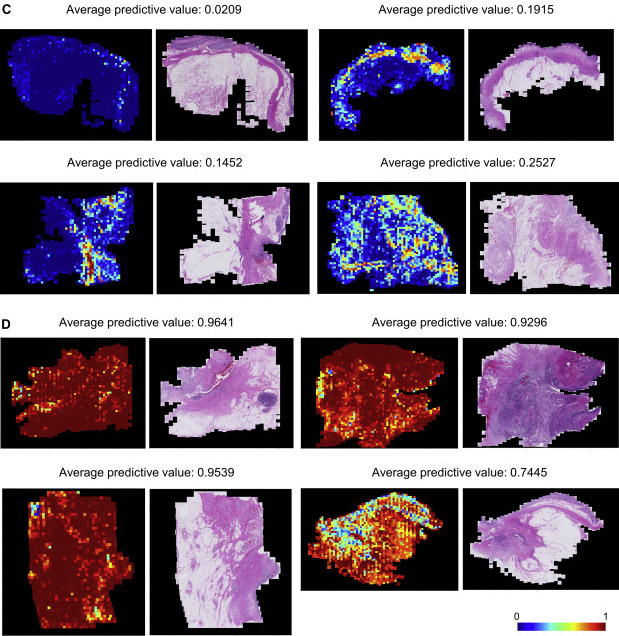 C
Average predictive value: 0.0209
Average predictive value: 0.1915
Average predictive value: 0.1452
Average predictive value: 0.2527
D
Average predictive value: 0.9641
Average predictive value: 0.9296
Average predictive value: 0.9539
Average predictive value: 0.7445
0 1